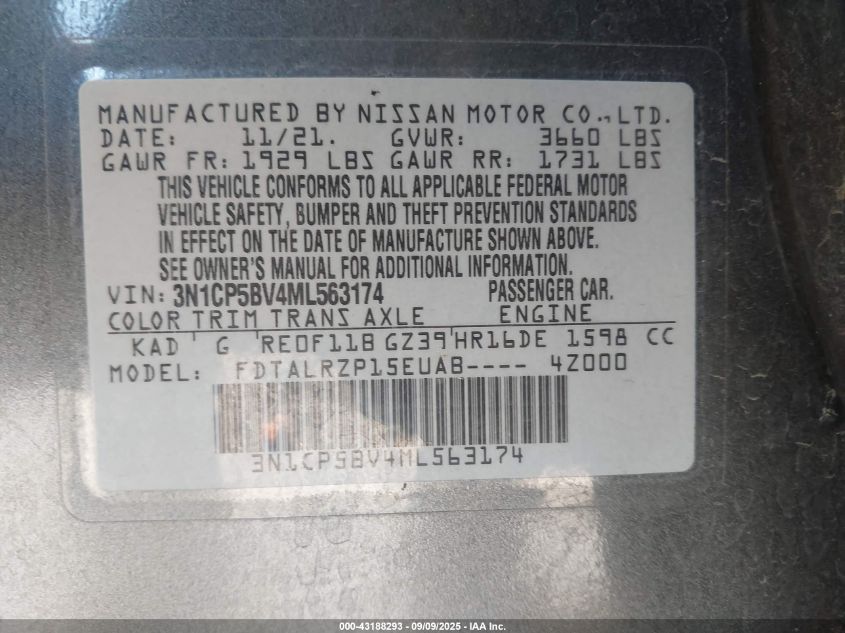 MANUFACTURED BY NISSAN MOTOR CO., LTD.
DATE: 11/21. GVWR: 3660 LBS
GAWR FR: 1929 LBS GAWR RR: 1731 LBS
THIS VEHICLE CONFORMS TO ALL APPLICABLE FEDERAL MOTOR
VEHICLE SAFETY, BUMPER AND THEFT PREVENTION STANDARDS
IN EFFECT ON THE DATE OF MANUFACTURE SHOWN ABOVE.
SEE OWNER'S MANUAL FOR ADDITIONAL INFORMATION.
VIN: 3N1CP5BV4ML563174 PASSENGER CAR.
COLOR TRIM TRANS AXLE ENGINE
KAD G RE0F11B GZ39 HR16DE 1598 CC
MODEL: FDTALRZP15EUAB---- 4Z000
3N1CP5BV4ML563174
000-43188293 - 09/09/2025 - IAA Inc.